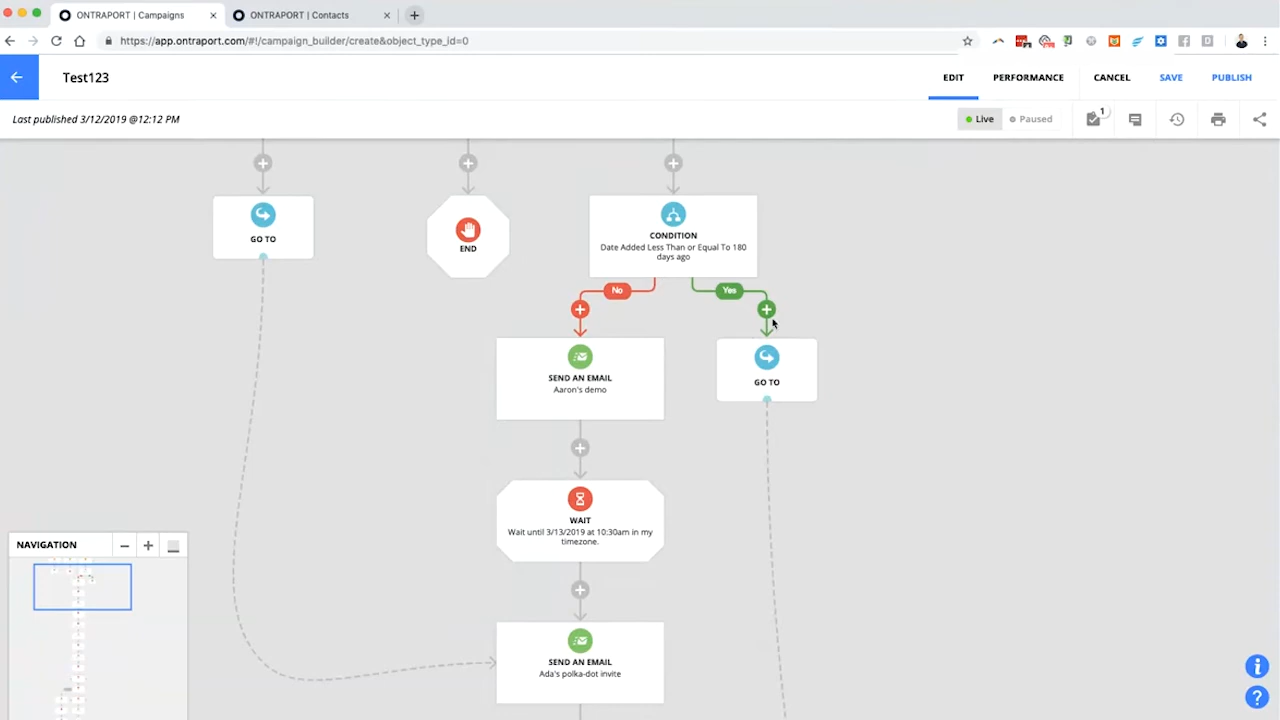 ONTRAPORT | Campaigns
ONTRAPORT | Contacts
https://app.ontraport.com/#!/campaign_builder/create&object_type_id=0
Test123
EDIT
PERFORMANCE
CANCEL
SAVE
PUBLISH
Last published 3/12/2019 @12:12 PM
Live
Paused
1
GO TO
END
CONDITION
Date Added Less Than or Equal To 180
days ago
No
Yes
SEND AN EMAIL
Aaron's demo
GO TO
WAIT
Wait until 3/13/2019 at 10:30am in my
timezone.
NAVIGATION
SEND AN EMAIL
Ada's polka-dot invite